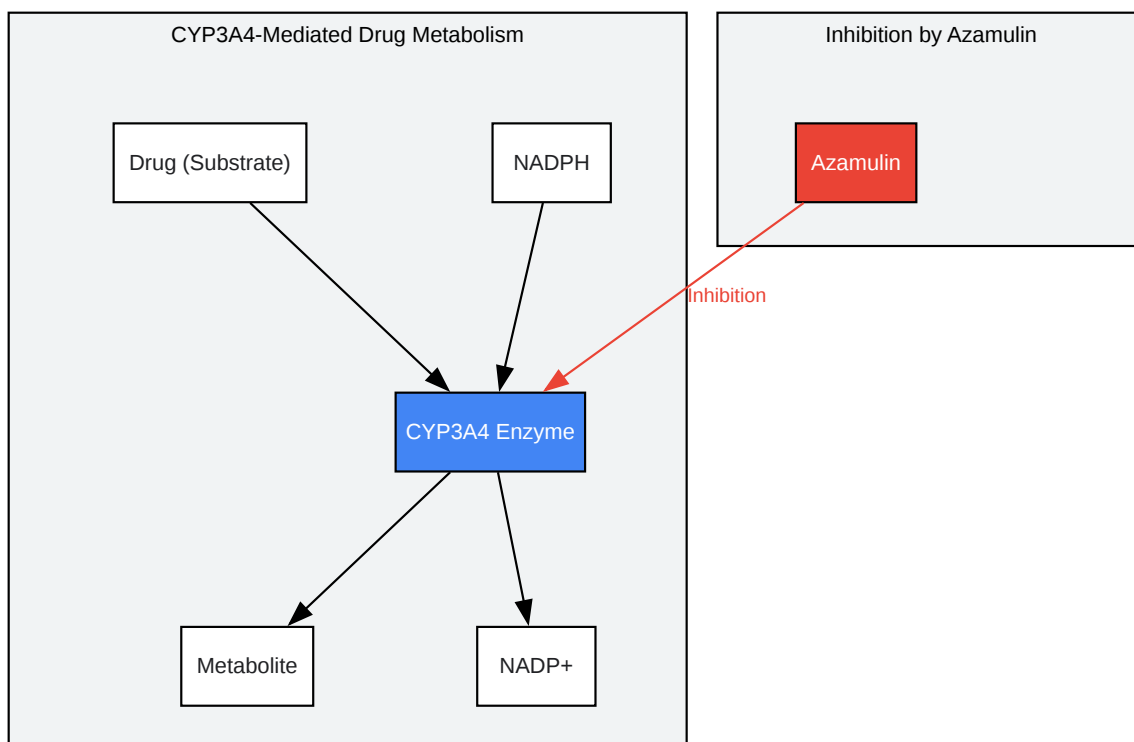 CYP3A4-Mediated Drug Metabolism
Inhibition by Azamulin
Drug (Substrate)
NADPH
Azamulin
Inhibition
CYP3A4 Enzyme
Metabolite
NADP+